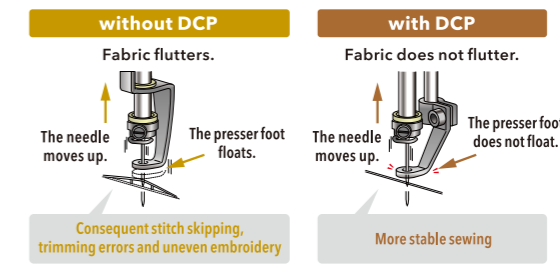 without DCP
Fabric flutters.
The needle
moves up.
The presser foot
floats.
Consequent stitch skipping,
trimming errors and uneven embroidery
with DCP
Fabric does not flutter.
The needle
moves up.
The presser foot
does not float.
More stable sewing